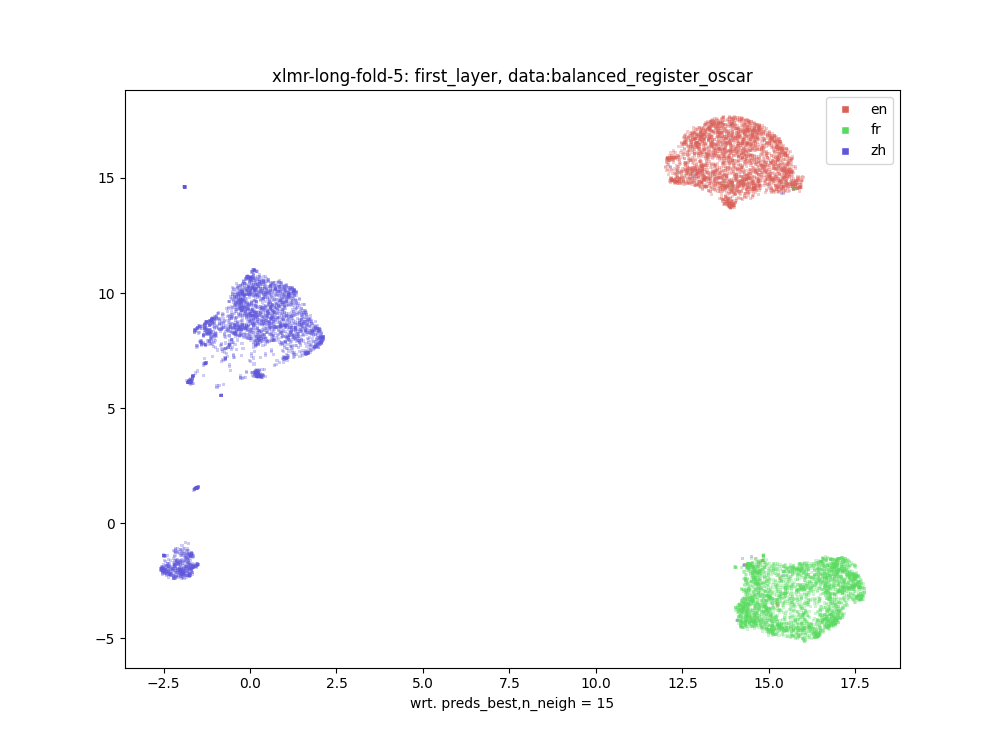 xlmr-long-fold-5: first_layer, data:balanced_register_oscar
en
fr
zh
15
10
5
0
−5
−2.5 0.0 2.5 5.0 7.5 10.0 12.5 15.0 17.5
wrt. preds_best,n_neigh = 15